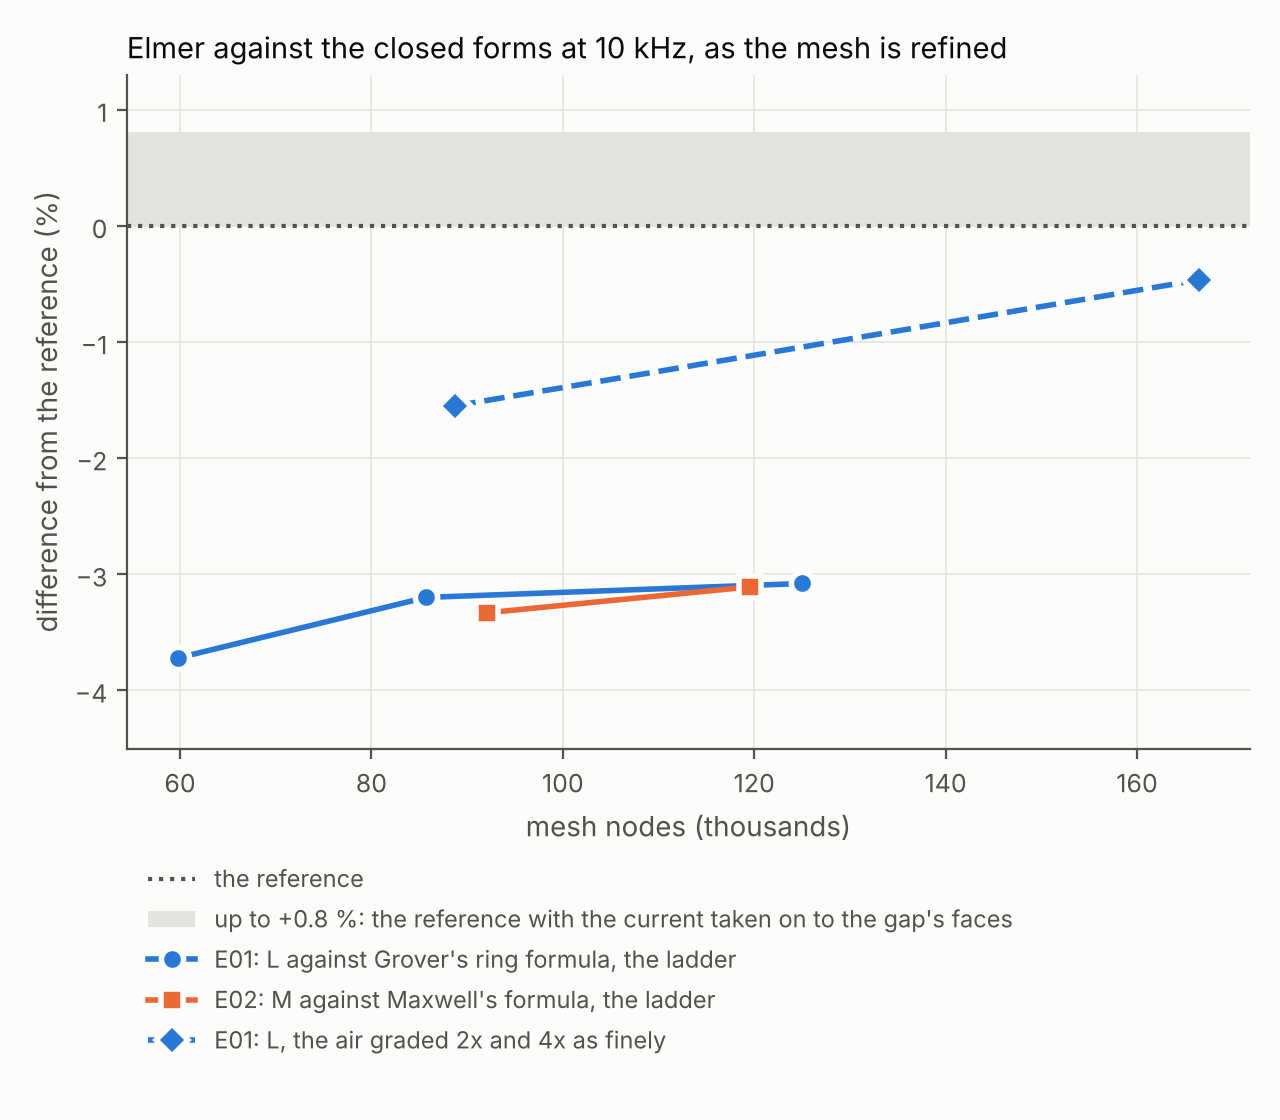 Elmer against the closed forms at 10 kHz, as the mesh is refined
difference from the reference (%)
1
0
−1
−2
−3
−4
60 80 100 120 140 160
mesh nodes (thousands)
the reference
up to +0.8 %: the reference with the current taken on to the gap's faces
E01: L against Grover's ring formula, the ladder
E02: M against Maxwell's formula, the ladder
E01: L, the air graded 2x and 4x as finely